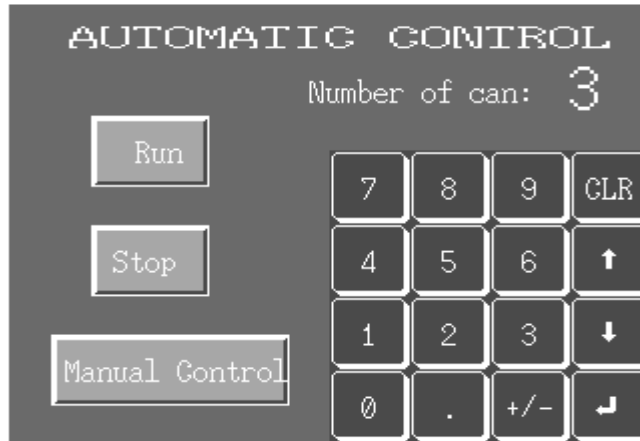 AUTOMATIC CONTROL
Number of can: 3
Run
7 8 9 CLR
Stop
4 5 6 ↑
1 2 3 ↓
Manual Control
0 . +/- ↵